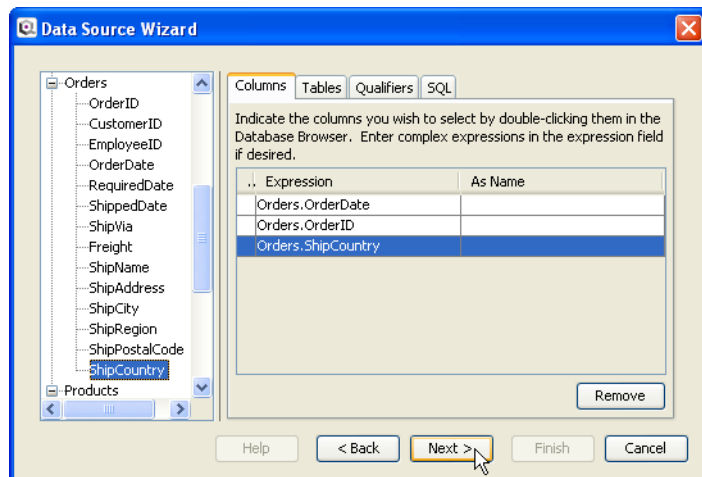 Data Source Wizard
Orders
OrderID
CustomerID
EmployeeID
OrderDate
RequiredDate
ShippedDate
ShipVia
Freight
ShipName
ShipAddress
ShipCity
ShipRegion
ShipPostalCode
ShipCountry
Products
Columns Tables Qualifiers SQL
Indicate the columns you wish to select by double-clicking them in the
Database Browser. Enter complex expressions in the expression field
if desired.
.. Expression As Name
Orders.OrderDate
Orders.OrderID
Orders.ShipCountry
Remove
Help < Back Next > Finish Cancel